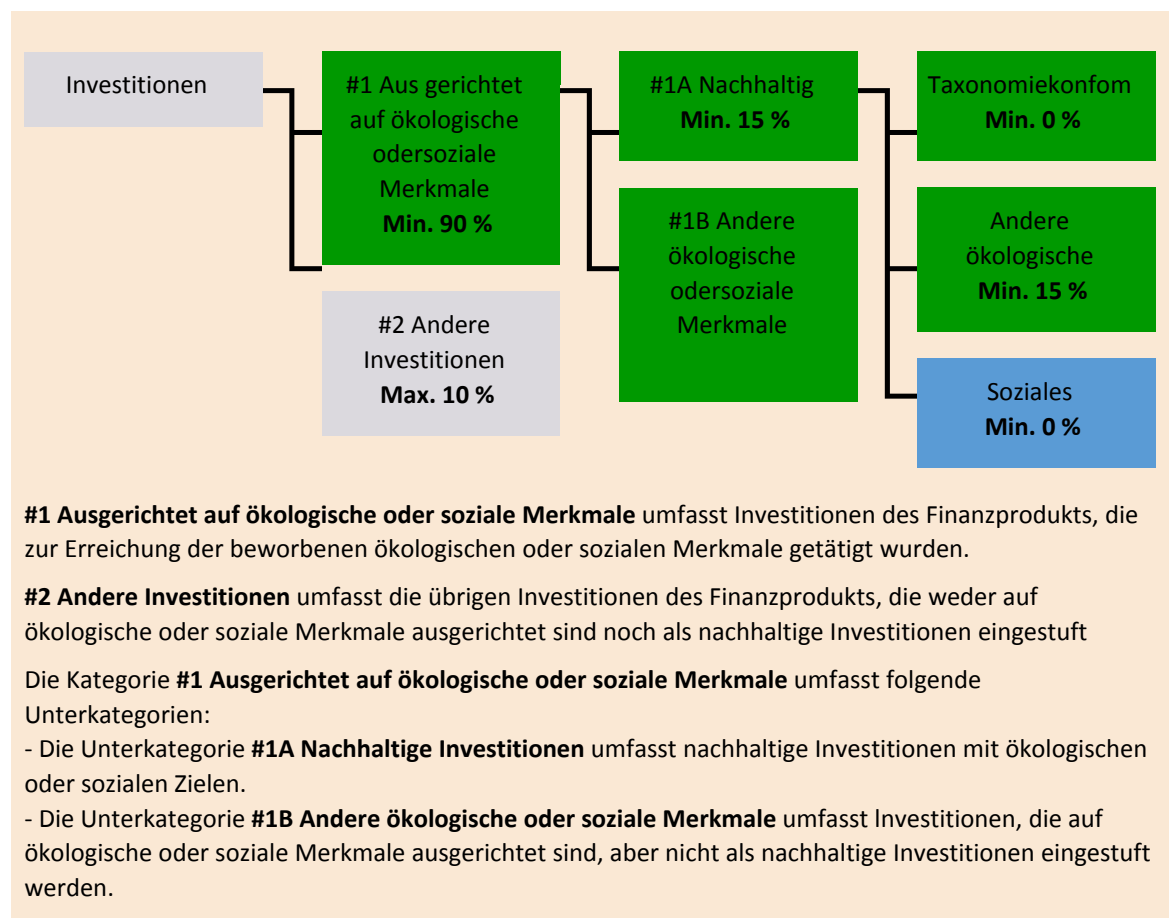 Investitionen
#1 Aus gerichtet
auf ökologische
odersoziale
Merkmale
Min. 90 %
#2 Andere
Investitionen
Max. 10 %
#1A Nachhaltig
Min. 15 %
#1B Andere
ökologische
odersoziale
Merkmale
Taxonomiekonfom
Min. 0 %
Andere
ökologische
Min. 15 %
Soziales
Min. 0 %
#1 Ausgerichtet auf ökologische oder soziale Merkmale umfasst Investitionen des Finanzprodukts, die
zur Erreichung der beworbenen ökologischen oder sozialen Merkmale getätigt wurden.
#2 Andere Investitionen umfasst die übrigen Investitionen des Finanzprodukts, die weder auf
ökologische oder soziale Merkmale ausgerichtet sind noch als nachhaltige Investitionen eingestuft
Die Kategorie #1 Ausgerichtet auf ökologische oder soziale Merkmale umfasst folgende
Unterkategorien:
- Die Unterkategorie #1A Nachhaltige Investitionen umfasst nachhaltige Investitionen mit ökologischen
oder sozialen Zielen.
- Die Unterkategorie #1B Andere ökologische oder soziale Merkmale umfasst lnvestitionen, die auf
ökologische oder soziale Merkmale ausgerichtet sind, aber nicht als nachhaltige Investitionen eingestuft
werden.